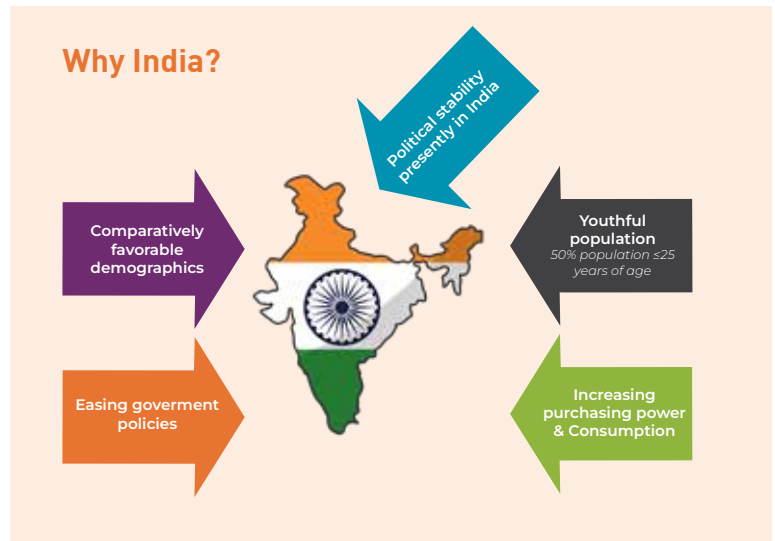 Why India?
Political stability
presently in India
Comparatively
favorable
demographics
Youthful
population
50% population ≤25
years of age
Easing goverment
policies
Increasing
purchasing power
& Consumption